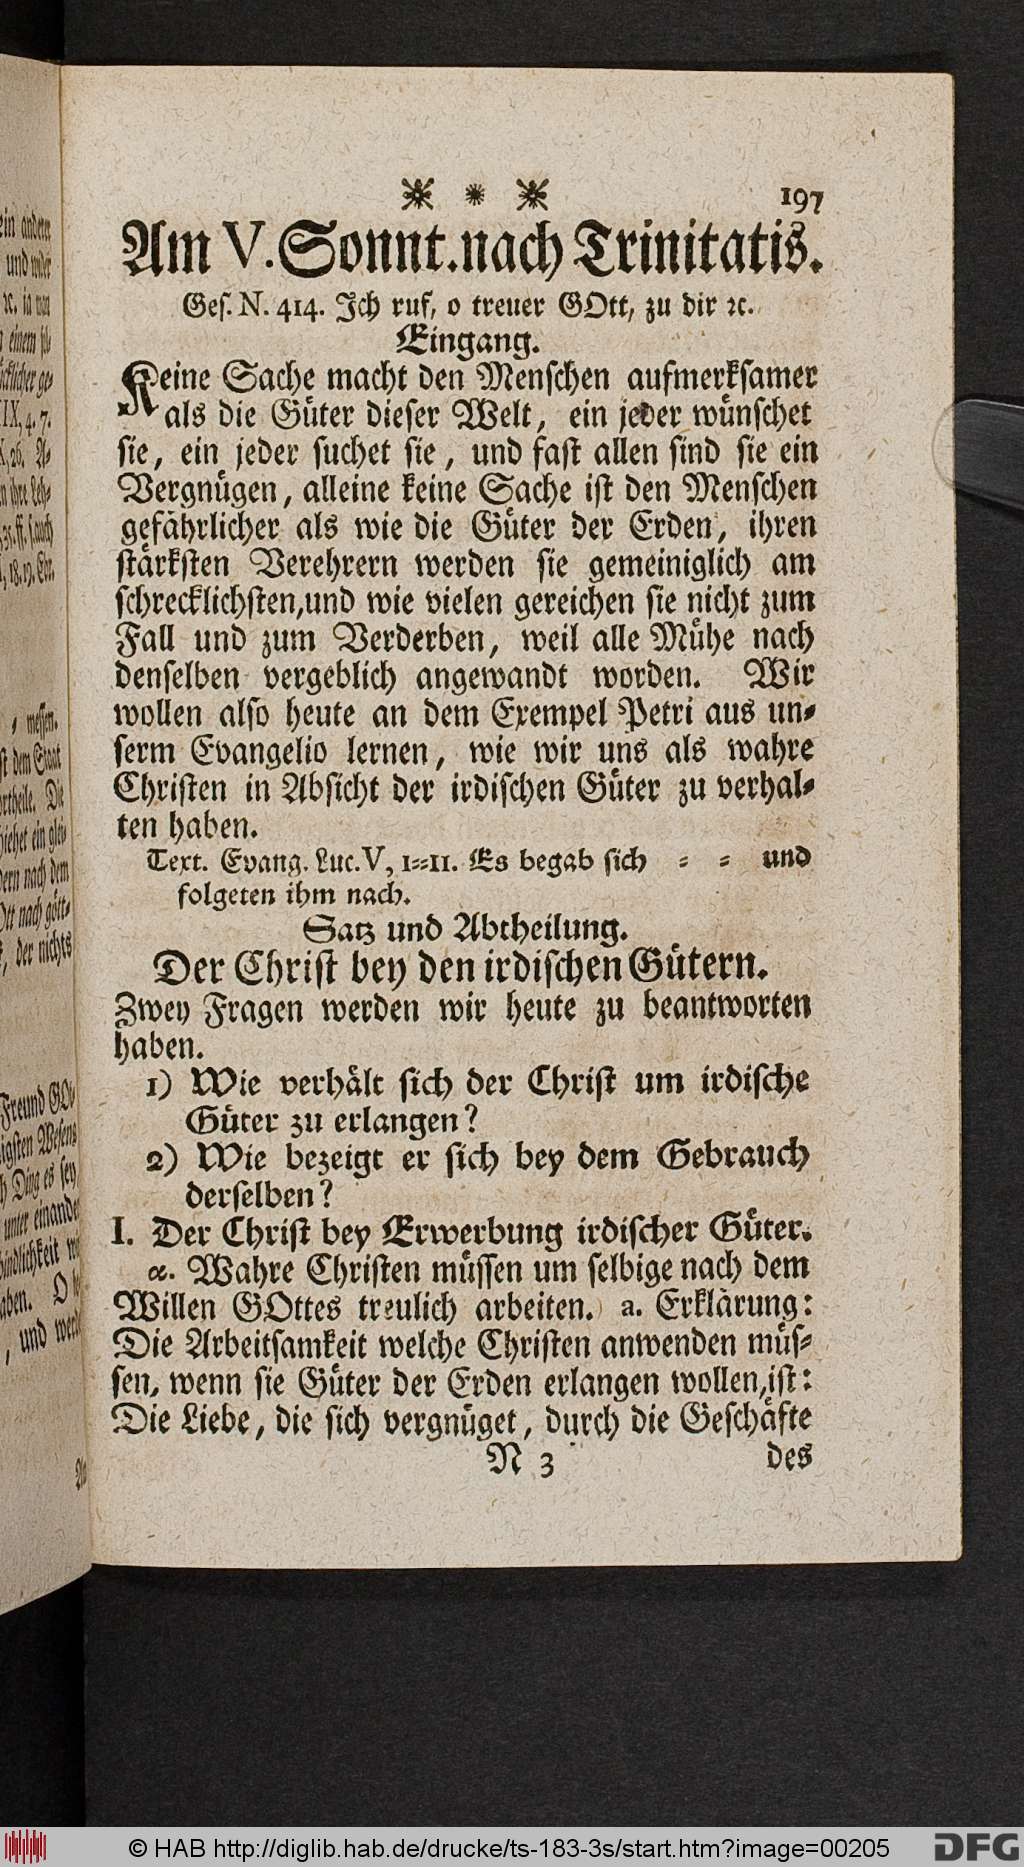 197
Am V. Sonnt. nach Trinitatis.
Ges. N. 414. Ich ruf, o treuer GOtt, zu dir ꝛc.
Eingang.
Keine Sache macht den Menschen aufmerksamer
als die Güter dieser Welt, ein jeder wünschet
sie, ein jeder suchet sie, und fast allen sind sie ein
Vergnügen, alleine keine Sache ist den Menschen
gefährlicher als wie die Güter der Erden, ihren
stärksten Verehrern werden sie gemeiniglich am
schrecklichsten, und wie vielen gereichen sie nicht zum
Fall und zum Verderben, weil alle Mühe nach
denselben vergeblich angewandt worden. Wir
wollen also heute an dem Exempel Petri aus un-
serm Evangelio lernen, wie wir uns als wahre
Christen in Absicht der irdischen Güter zu verhal-
ten haben.
Text. Evang. Luc. V, 1--11. Es begab sich - - und
folgeten ihm nach.
Satz und Abtheilung.
Der Christ bey den irdischen Gütern.
Zwey Fragen werden wir heute zu beantworten
haben.
1) Wie verhält sich der Christ um irdische
Güter zu erlangen?
2) Wie bezeigt er sich bey dem Gebrauch
derselben?
I. Der Christ bey Erwerbung irdischer Güter.
α. Wahre Christen müssen um selbige nach dem
Willen GOttes treulich arbeiten. a. Erklärung:
Die Arbeitsamkeit welche Christen anwenden müs-
sen, wenn sie Güter der Erden erlangen wollen, ist:
Die Liebe, die sich vergnüget, durch die Geschäfte
N 3 des
© HAB http://diglib.hab.de/drucke/ts-183-3s/start.htm?image=00205
DFG